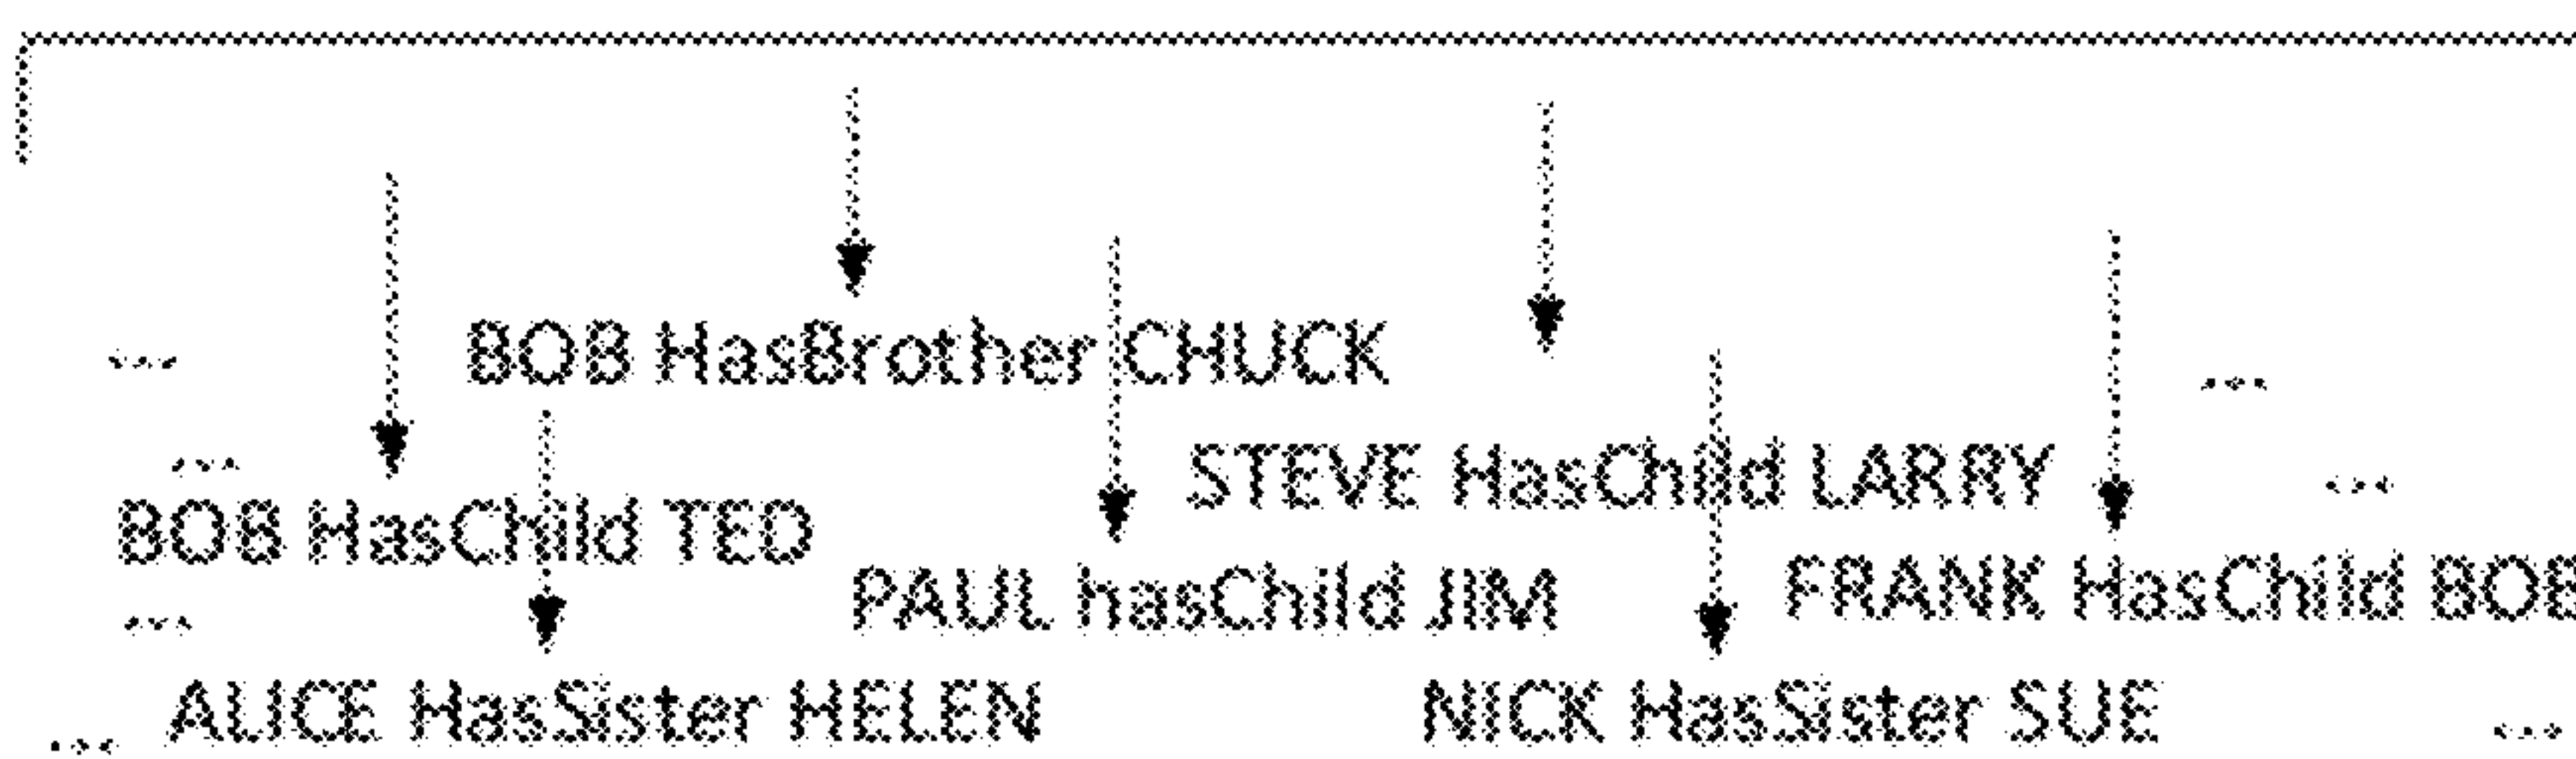 ...
BOB HasBrother CHUCK
...
...
STEVE HasChild LARRY
...
BOB HasChild TED
PAUL hasChild JIM
FRANK HasChild BOB
...
ALICE HasSister HELEN
NICK HasSister SUE
...
...